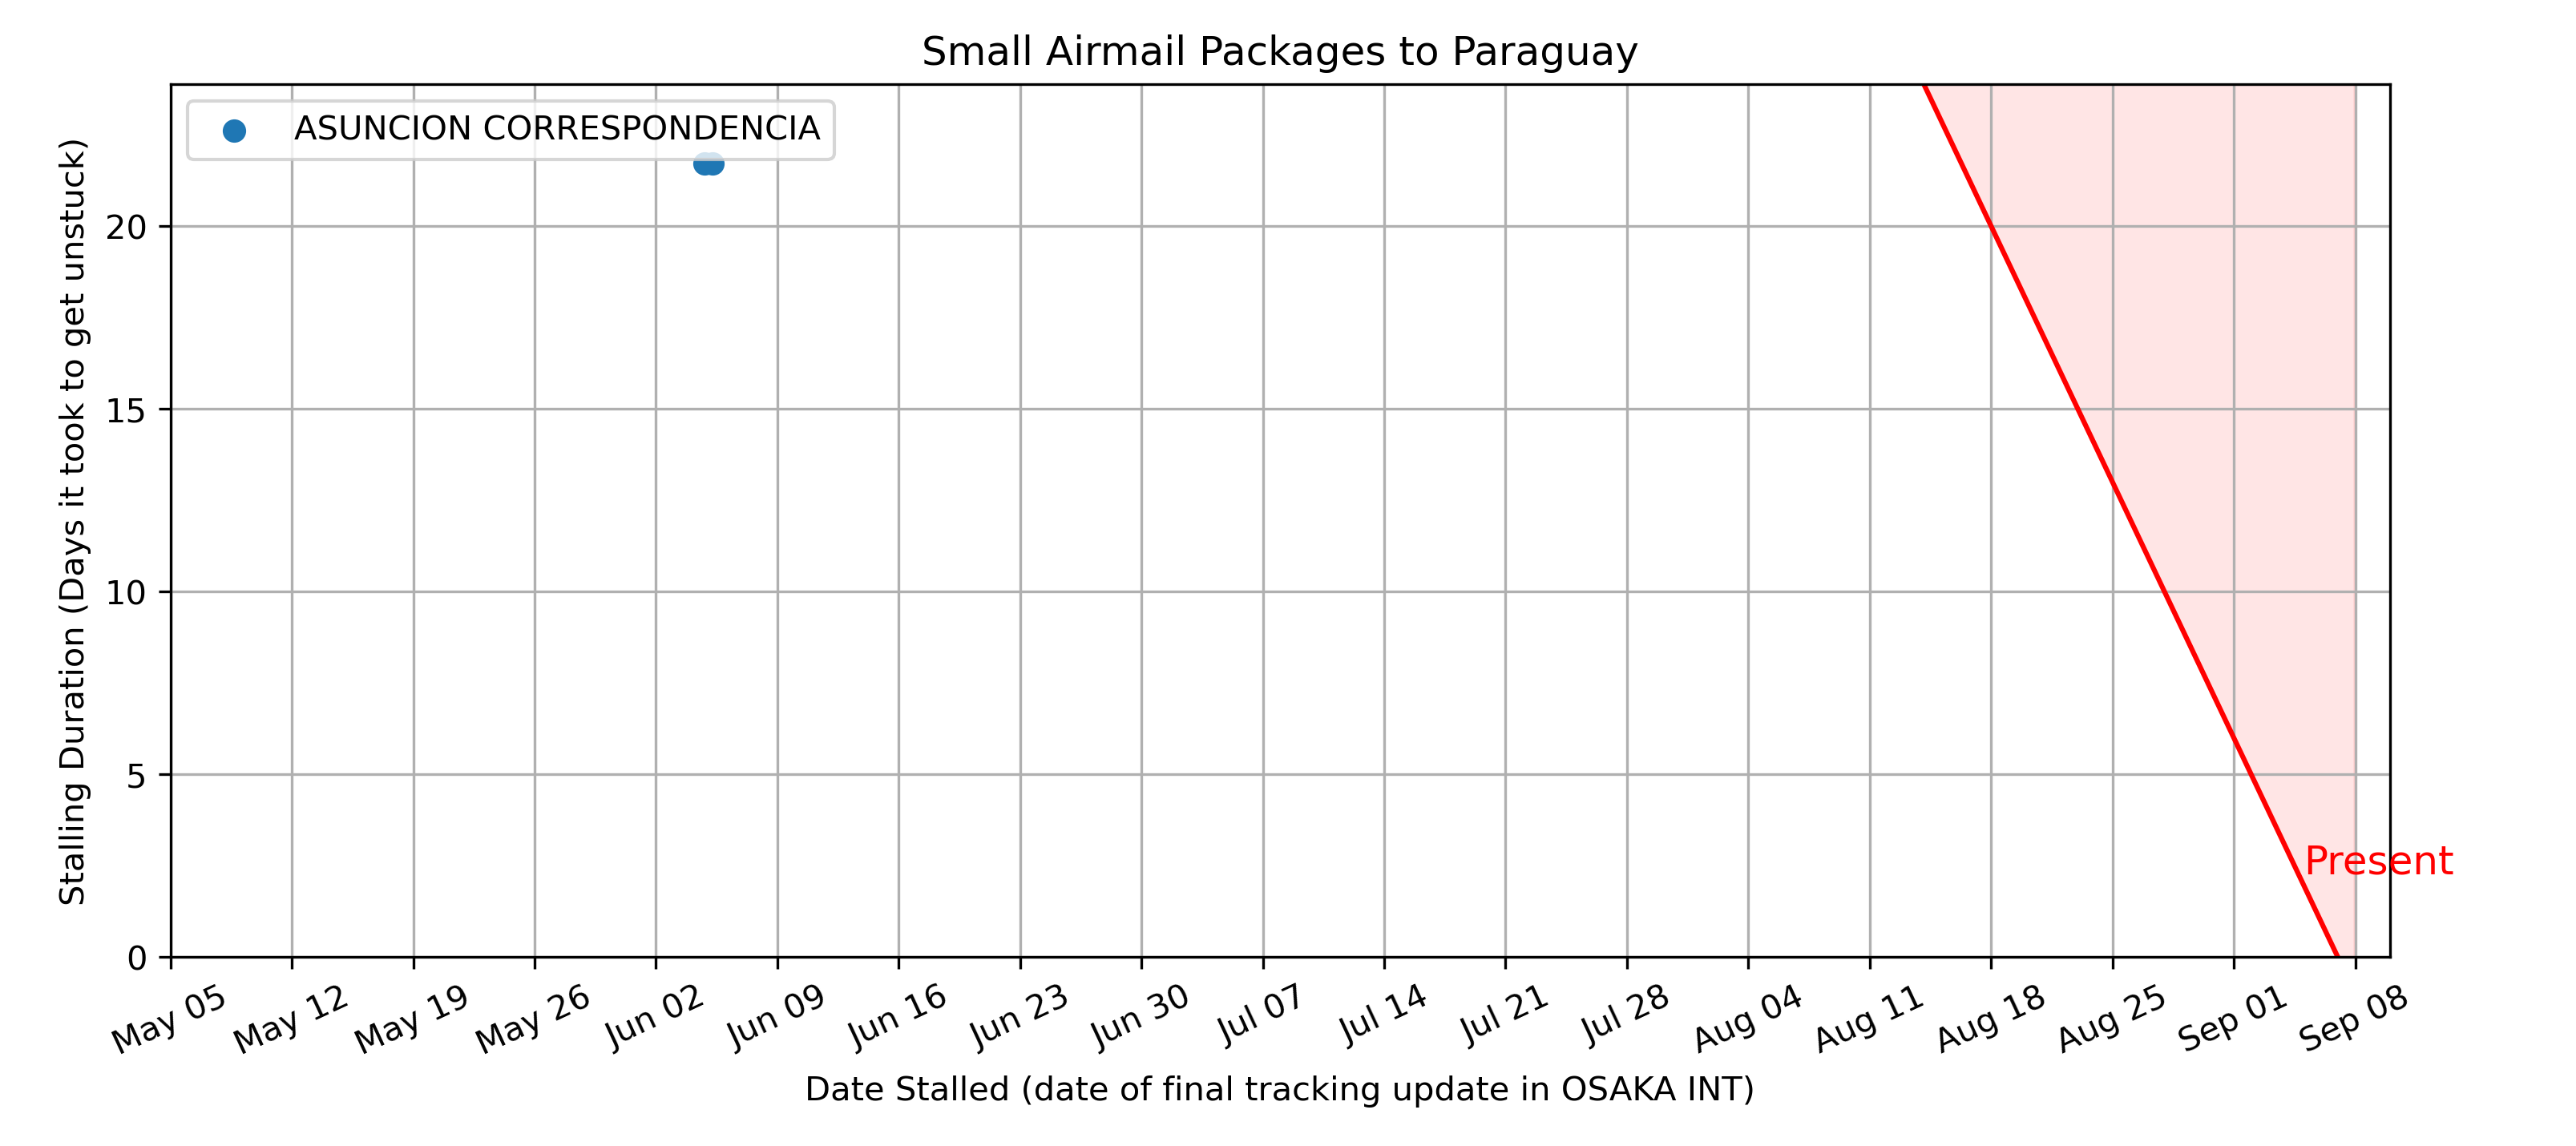 Small Airmail Packages to Paraguay
ASUNCION CORRESPONDENCIA
Stalling Duration (Days it took to get unstuck)
20
15
10
5
0
Present
May 05
May 12
May 19
May 26
Jun 02
Jun 09
Jun 16
Jun 23
Jun 30
Jul 07
Jul 14
Jul 21
Jul 28
Aug 04
Aug 11
Aug 18
Aug 25
Sep 01
Sep 08
Date Stalled (date of final tracking update in OSAKA INT)